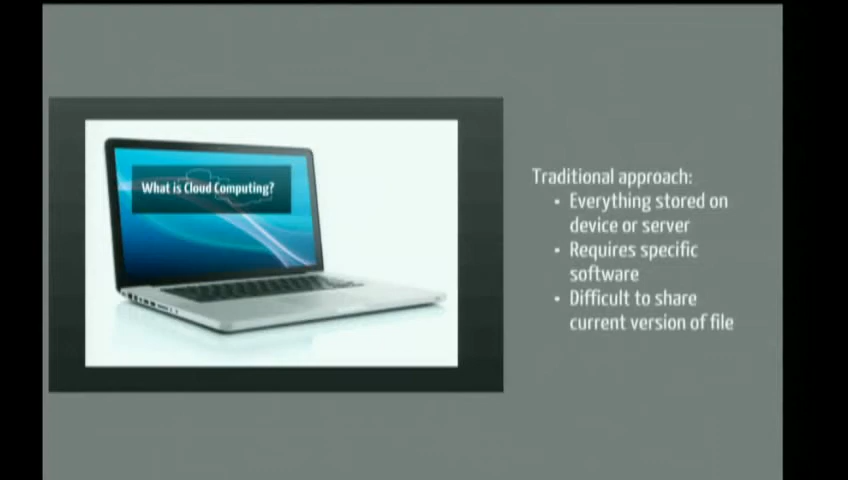 What is Cloud Computing?
Traditional approach:
• Everything stored on
device or server
• Requires specific
software
• Difficult to share
current version of file